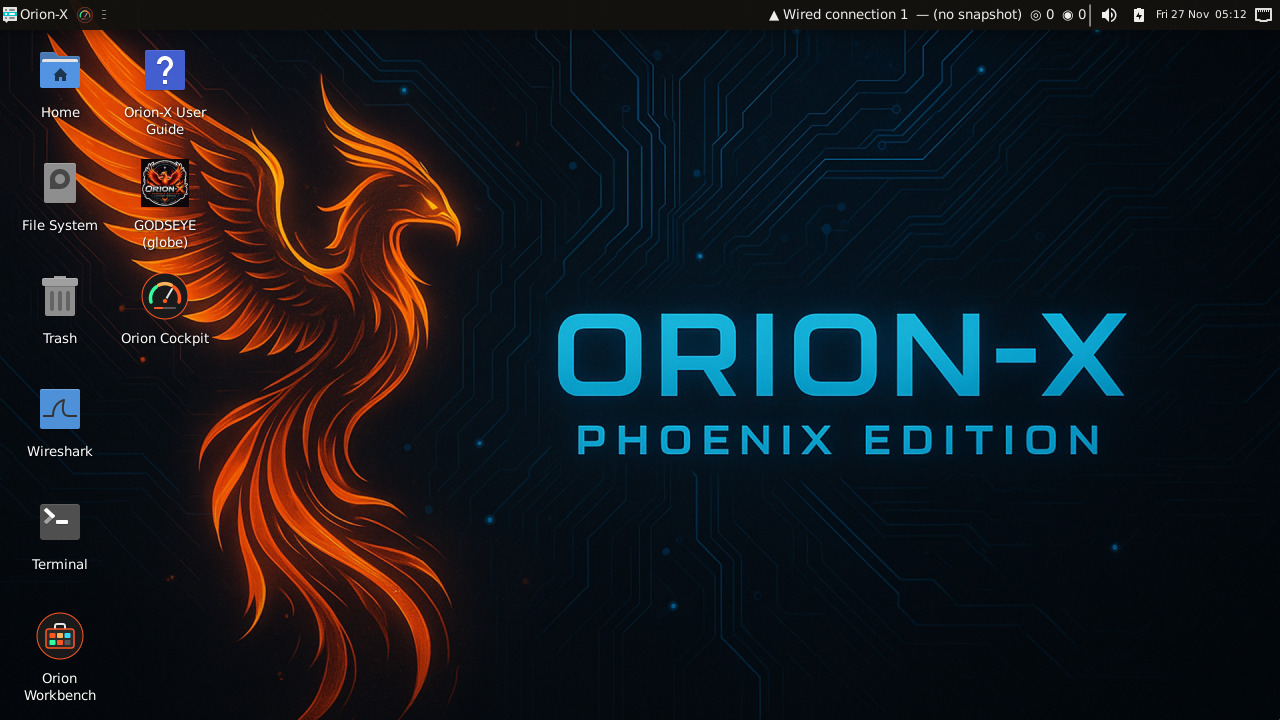 Orion-X
▲ Wired connection 1 — (no snapshot) ◎ 0 ◉ 0
Fri 27 Nov 05:12
Home
Orion-X User
Guide
File System
GODSEYE
(globe)
Trash
Orion Cockpit
Wireshark
Terminal
Orion
Workbench
ORION-X
ORION-X
PHOENIX EDITION